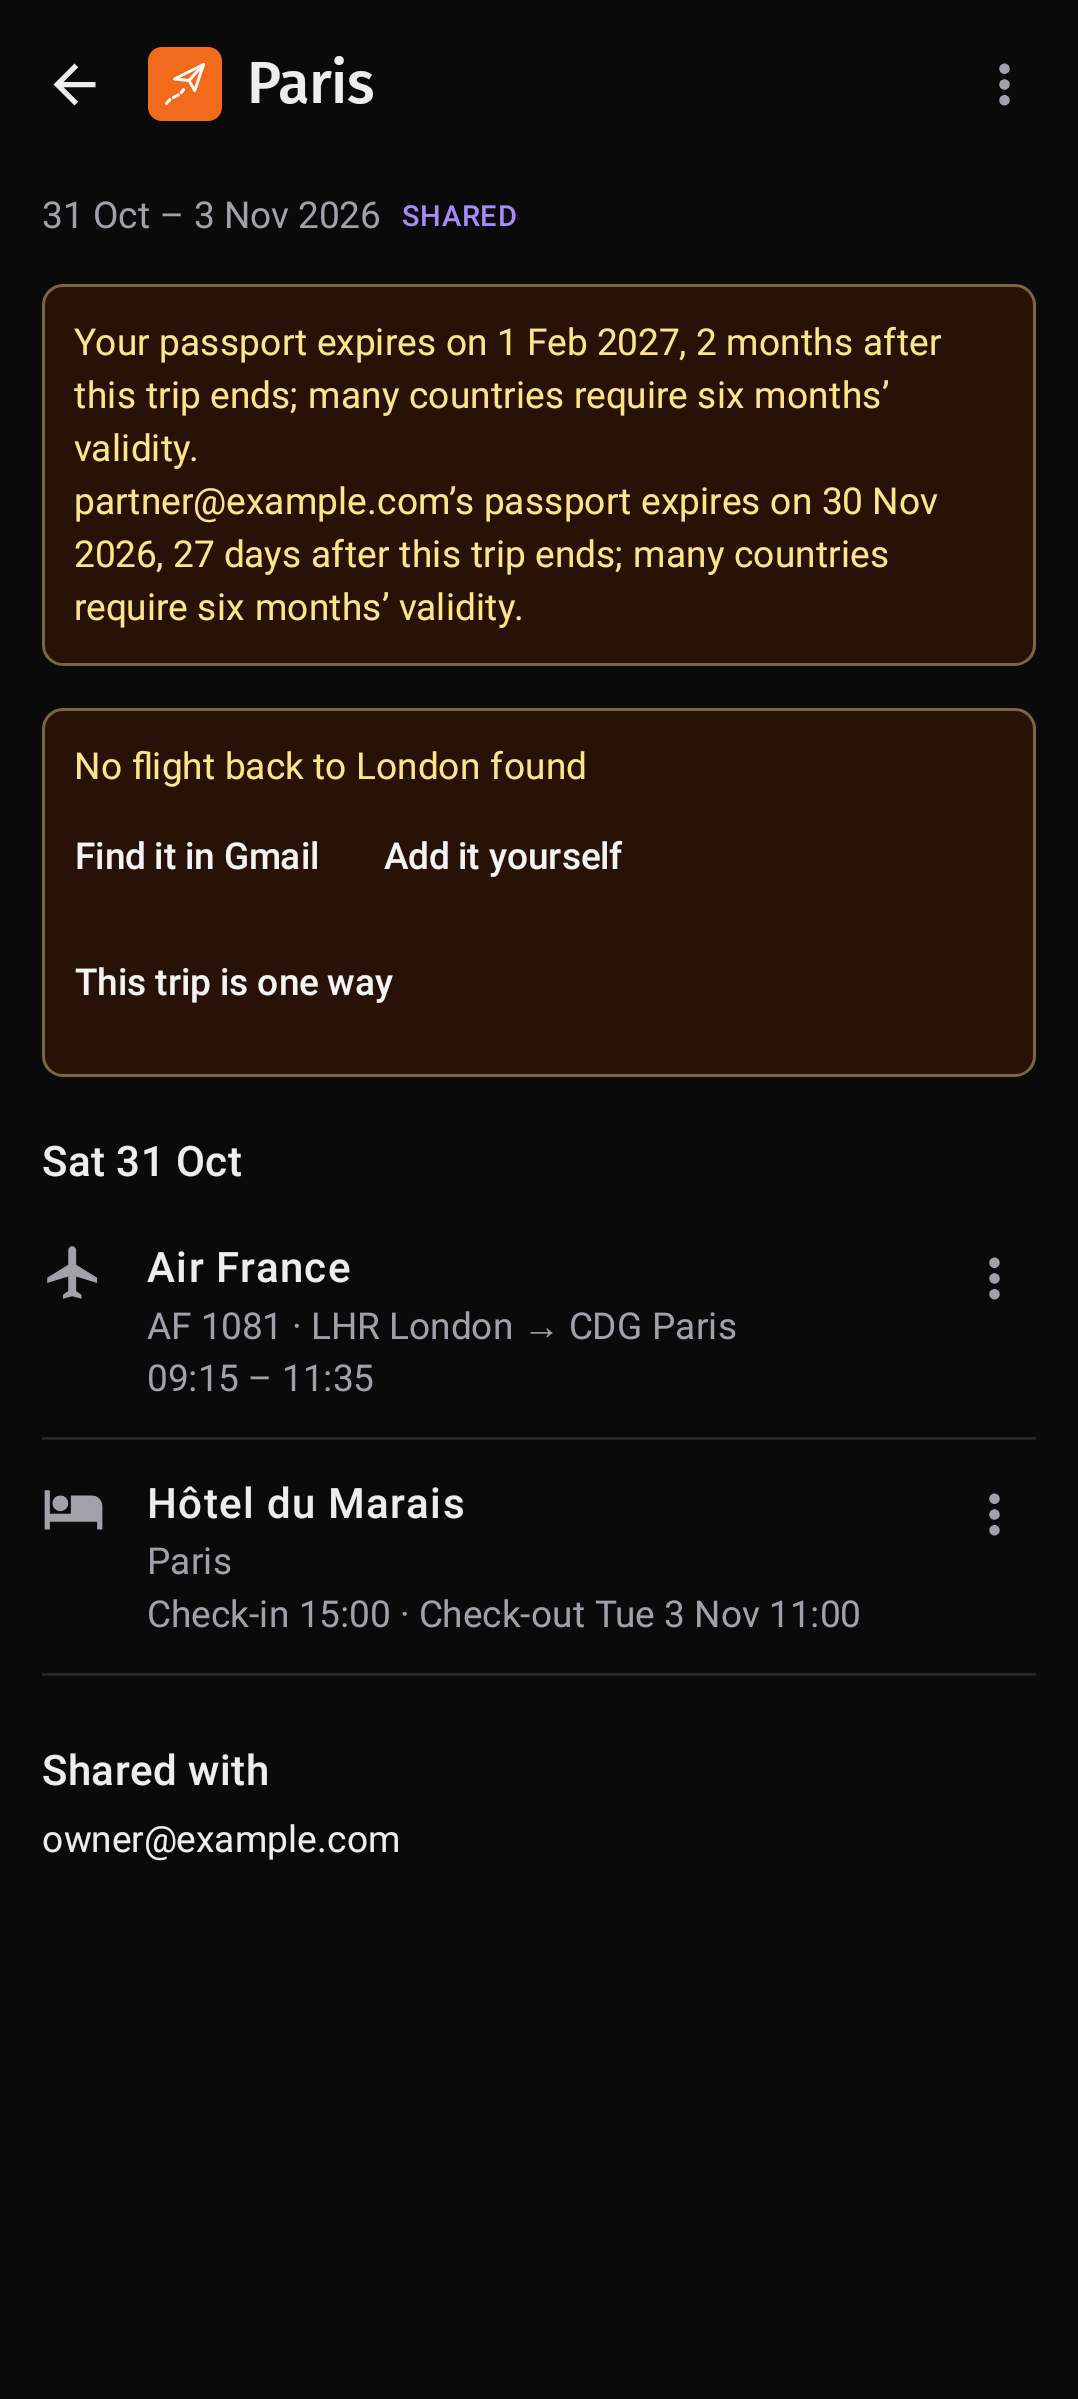 Paris
31 Oct – 3 Nov 2026 SHARED
Your passport expires on 1 Feb 2027, 2 months after
this trip ends; many countries require six months’
validity.
partner@example.com’s passport expires on 30 Nov
2026, 27 days after this trip ends; many countries
require six months’ validity.
No flight back to London found
Find it in Gmail Add it yourself
This trip is one way
Sat 31 Oct
Air France
AF 1081 · LHR London → CDG Paris
09:15 – 11:35
Hôtel du Marais
Paris
Check-in 15:00 · Check-out Tue 3 Nov 11:00
Shared with
owner@example.com